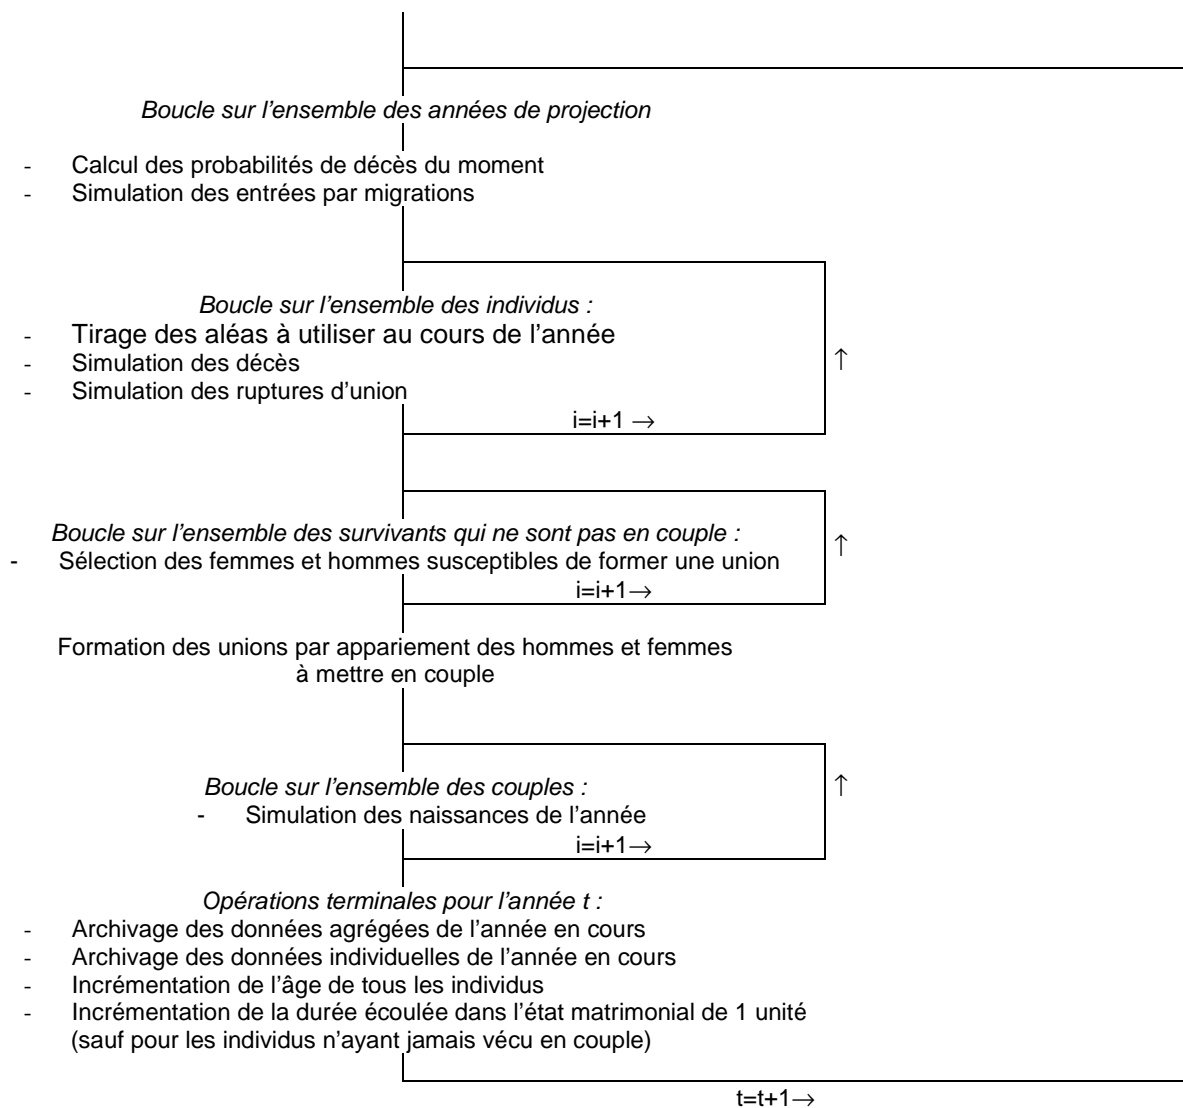 Boucle sur l’ensemble des années de projection
- Calcul des probabilités de décès du moment
- Simulation des entrées par migrations
Boucle sur l’ensemble des individus :
- Tirage des aléas à utiliser au cours de l’année
- Simulation des décès
- Simulation des ruptures d’union
↑
i=i+1 →
Boucle sur l’ensemble des survivants qui ne sont pas en couple :
- Sélection des femmes et hommes susceptibles de former une union
↑
i=i+1→
Formation des unions par appariement des hommes et femmes
à mettre en couple
Boucle sur l’ensemble des couples :
- Simulation des naissances de l’année
↑
i=i+1→
Opérations terminales pour l’année t :
- Archivage des données agrégées de l’année en cours
- Archivage des données individuelles de l’année en cours
- Incrémentation de l’âge de tous les individus
- Incrémentation de la durée écoulée dans l’état matrimonial de 1 unité
(sauf pour les individus n’ayant jamais vécu en couple)
t=t+1→